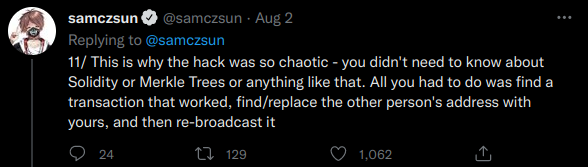 samczsun @samczsun · Aug 2
Replying to @samczsun
11/ This is why the hack was so chaotic - you didn't need to know about
Solidity or Merkle Trees or anything like that. All you had to do was find a
transaction that worked, find/replace the other person's address with
yours, and then re-broadcast it
24 129 1,062